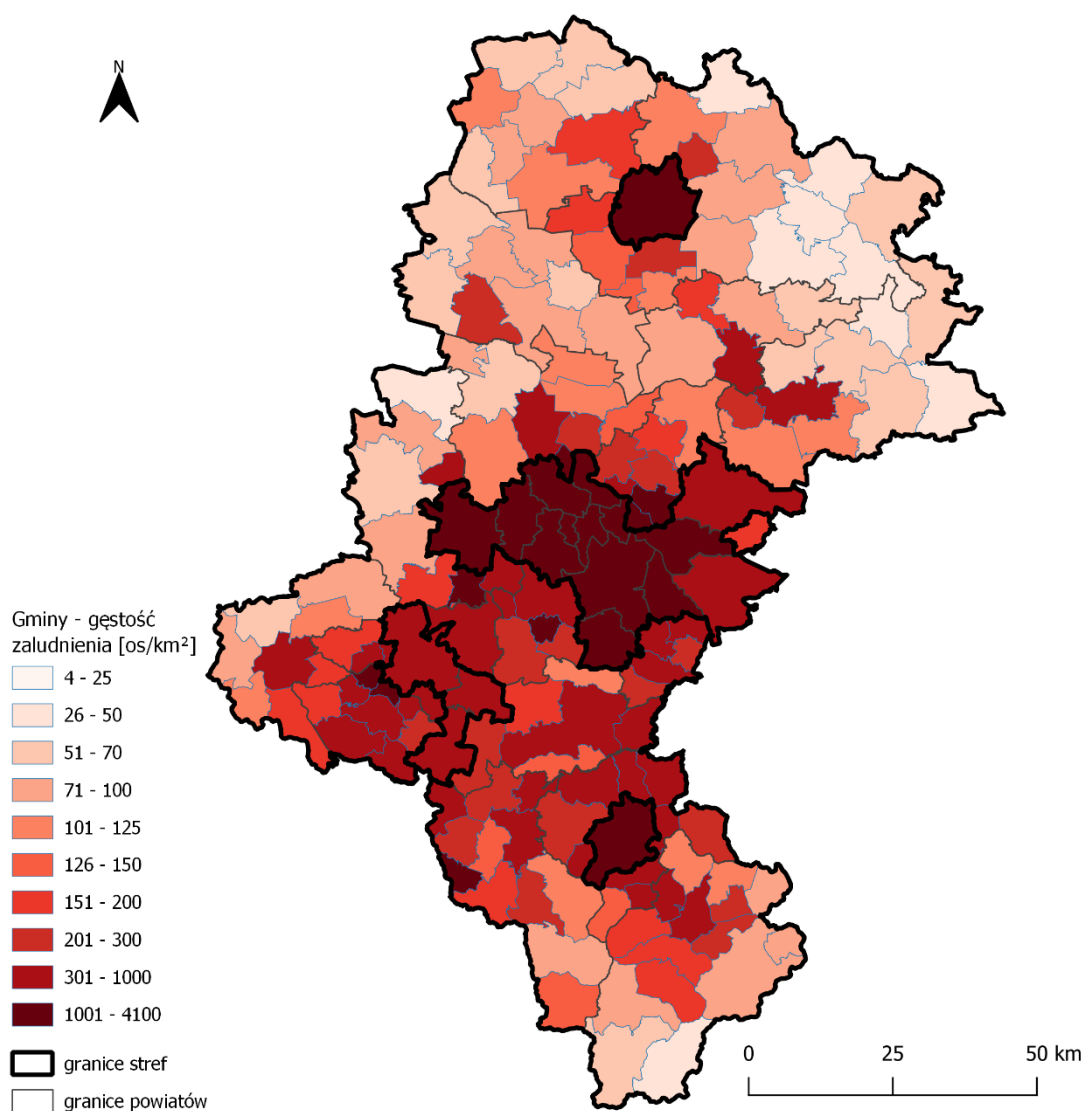 N
Gminy - gęstość
zaludnienia [os/km²]
4 - 25
26 - 50
51 - 70
71 - 100
101 - 125
126 - 150
151 - 200
201 - 300
301 - 1000
1001 - 4100
granice stref
granice powiatów
0 25 50 km